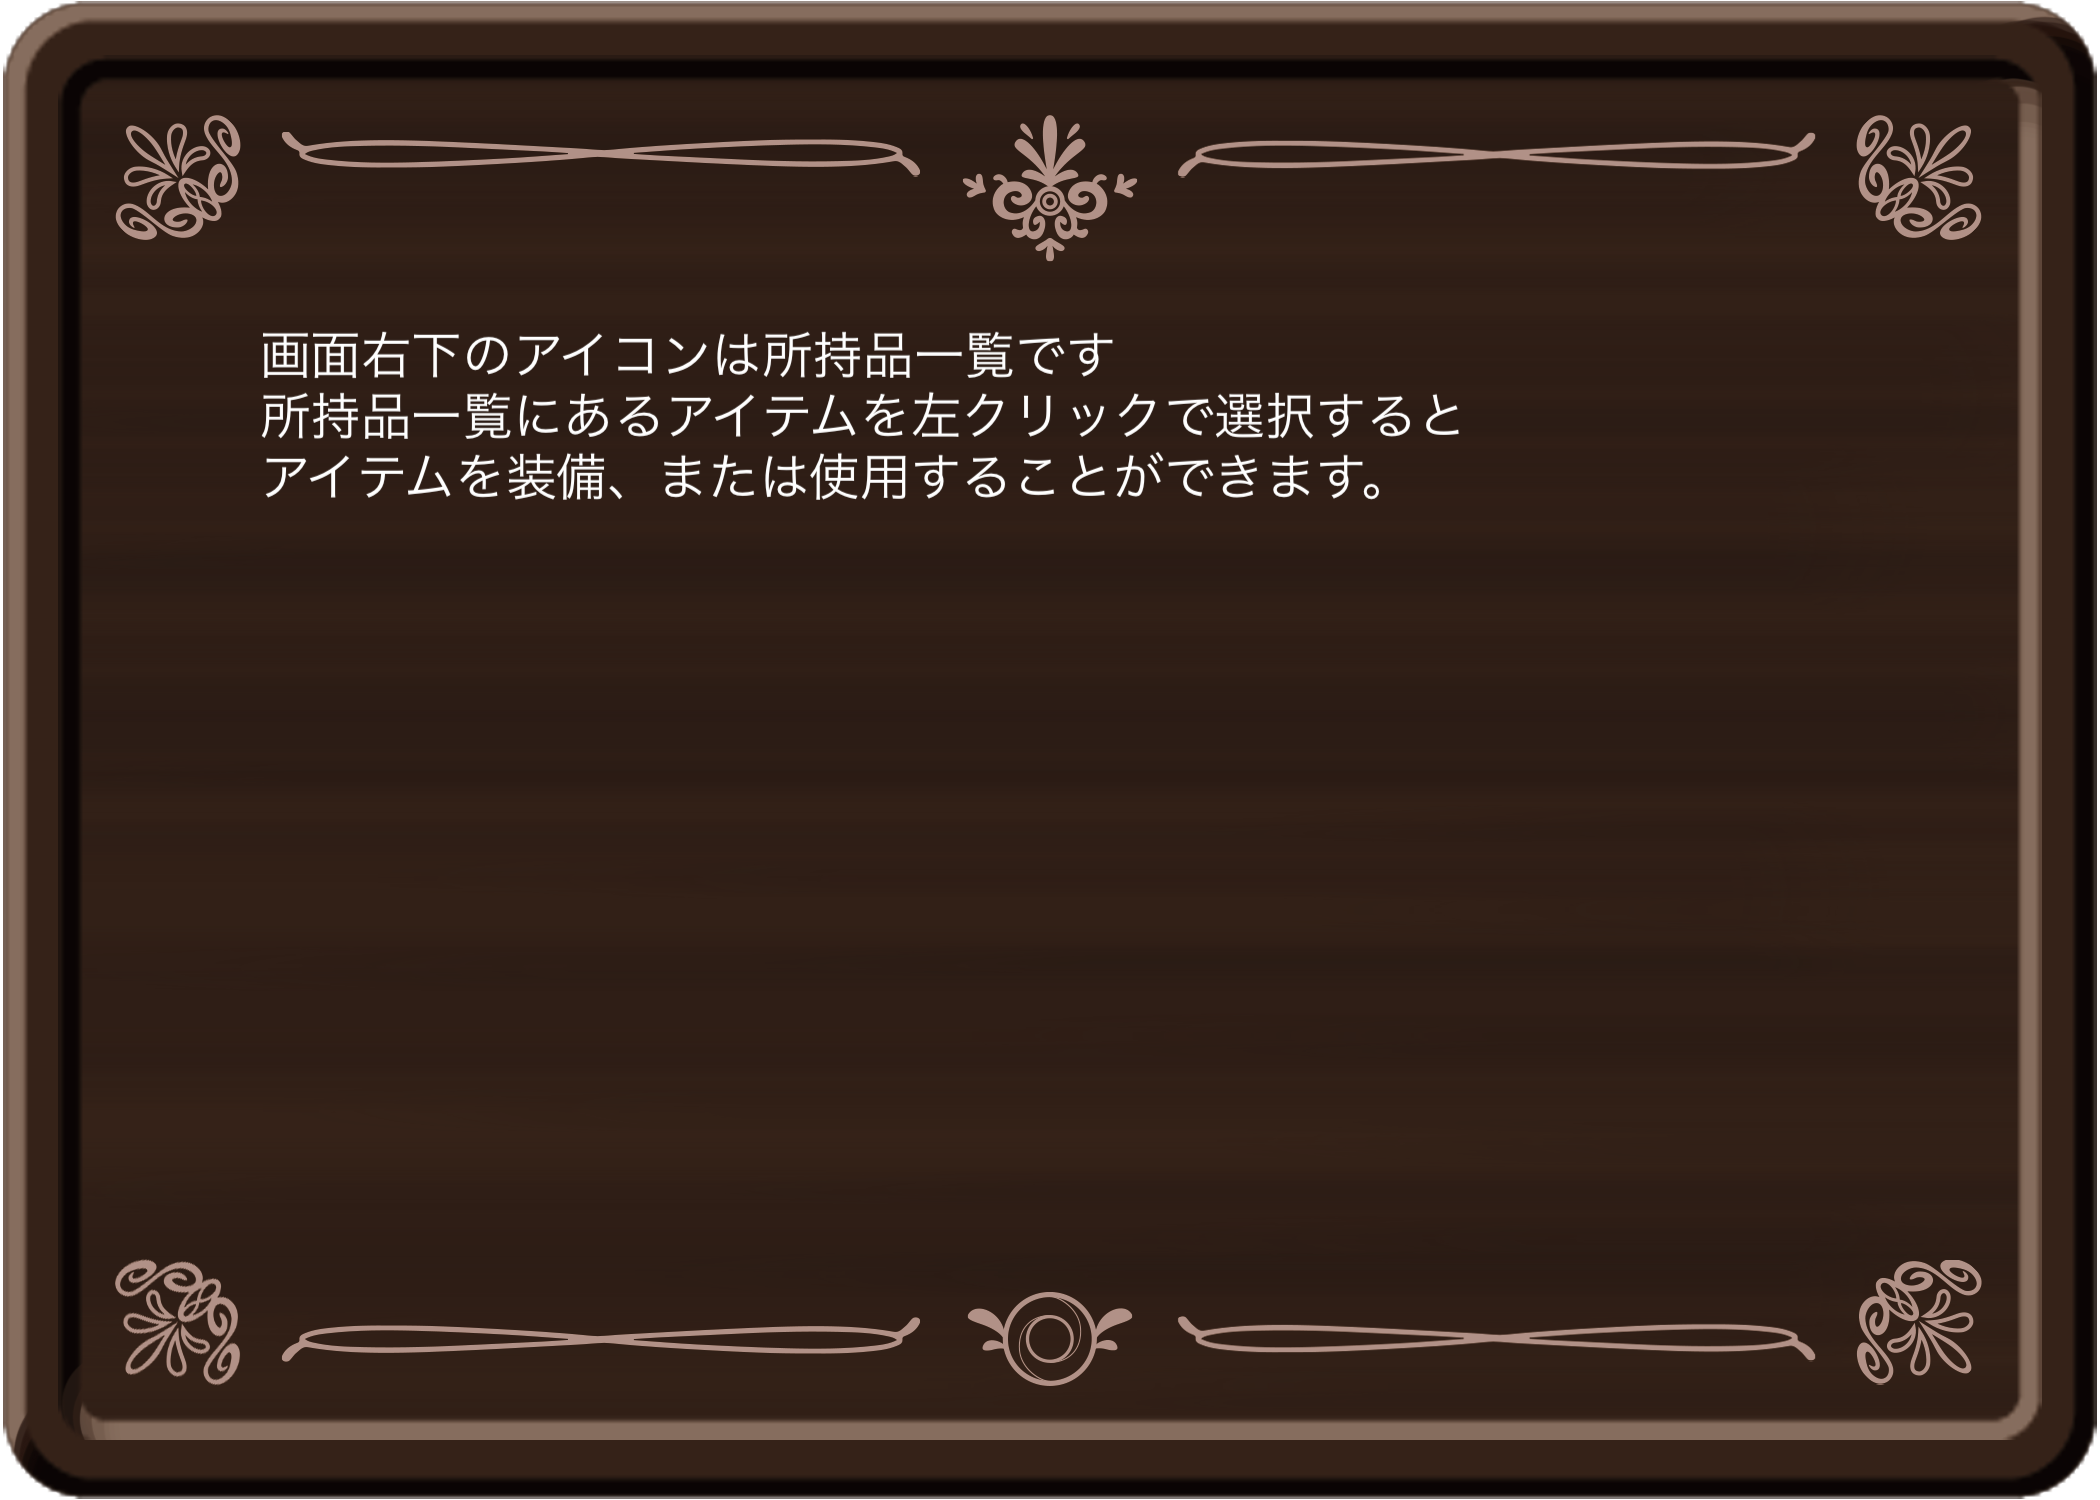 画面右下のアイコンは所持品一覧です
所持品一覧にあるアイテムを左クリックで選択すると
アイテムを装備、または使用することができます。